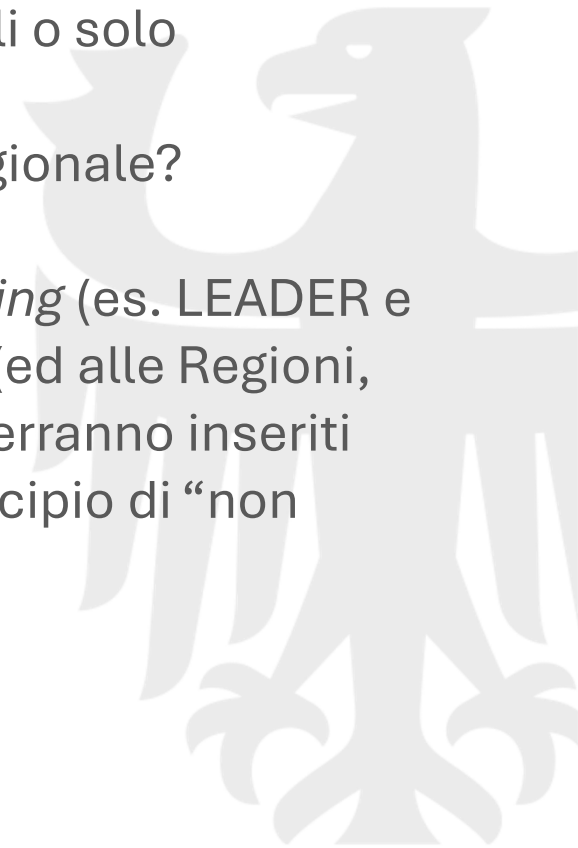 li o solo
gionale?
ing (es. LEADER e
(ed alle Regioni,
erranno inseriti
cipio di “non